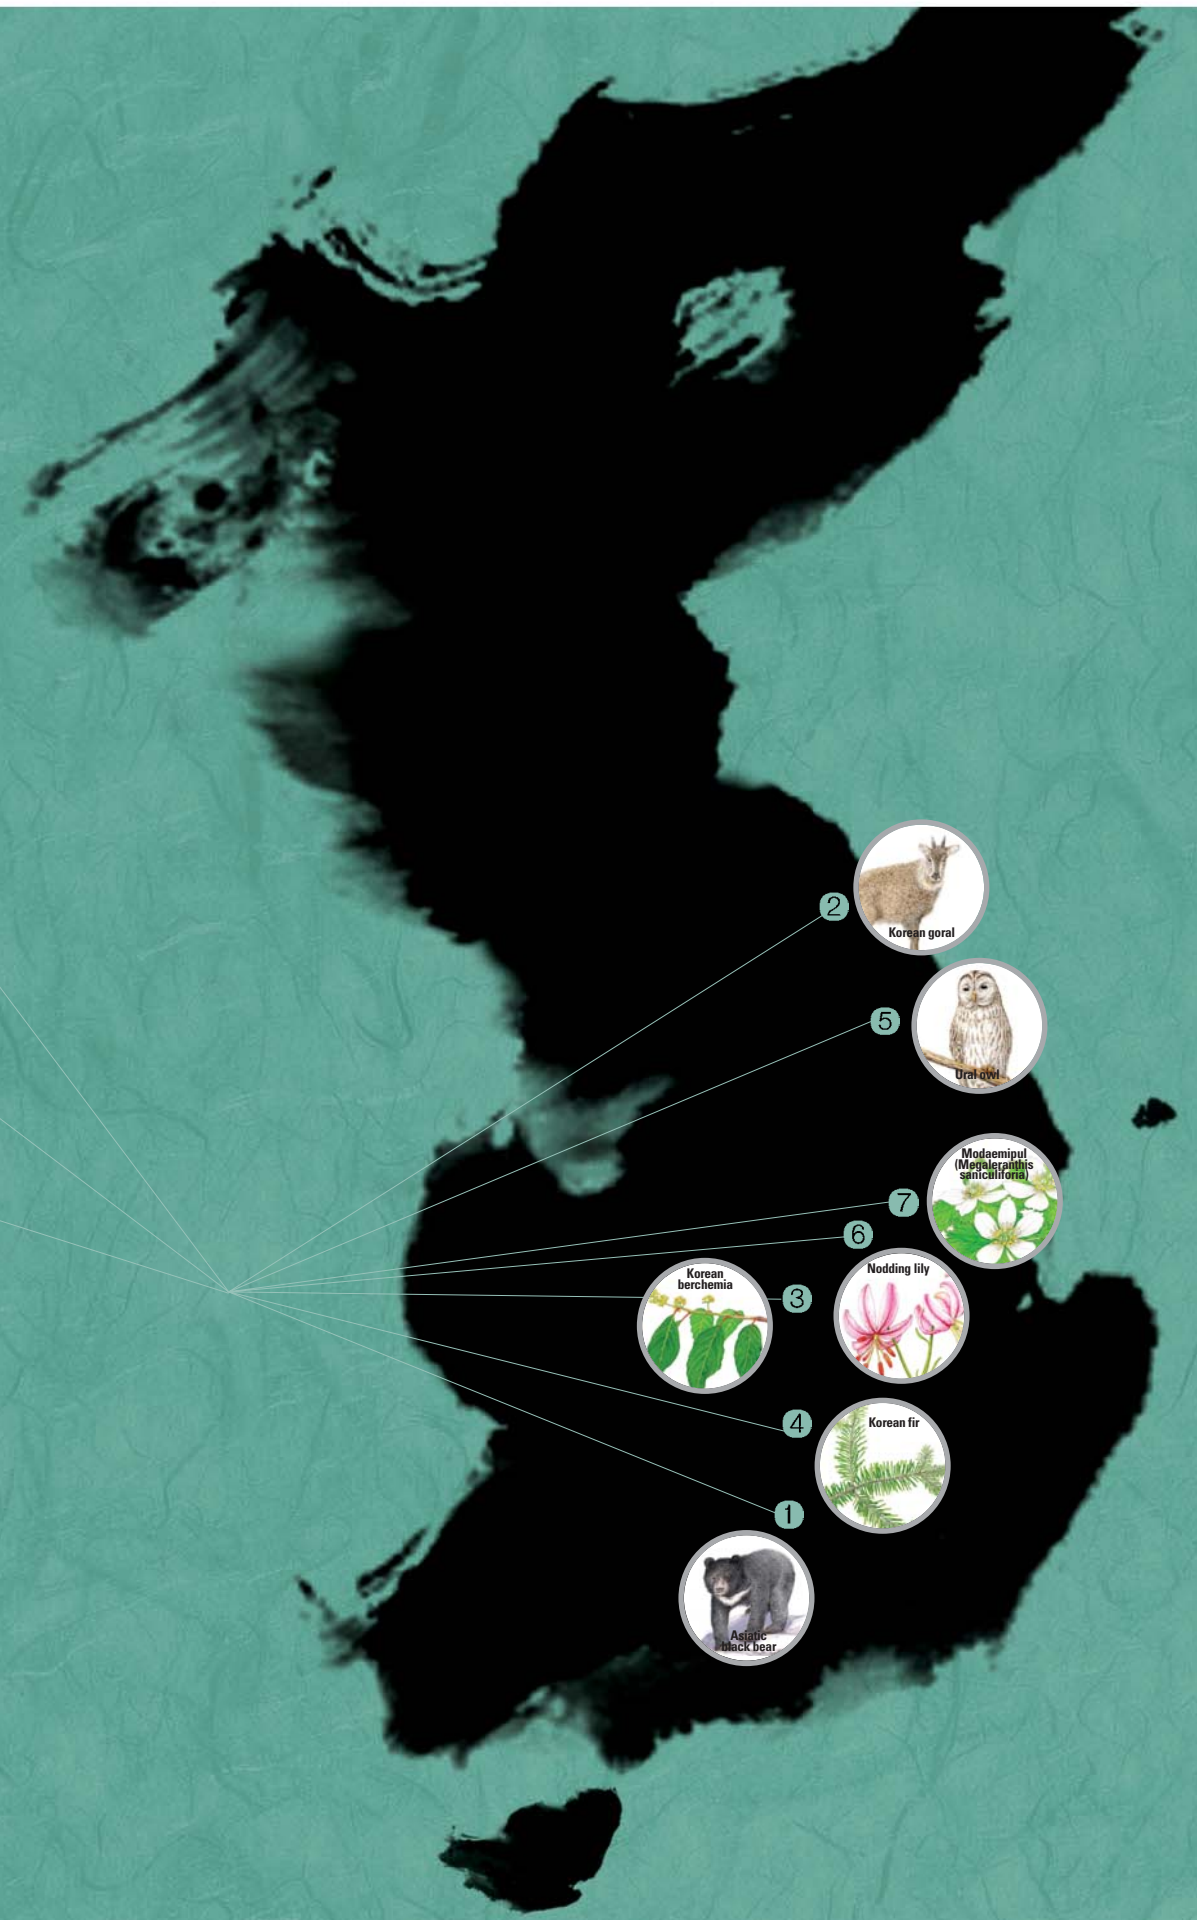 2
Korean goral
5
Ural owl
7
Modaemipul
(Megaleranthis
saniculiforia)
6
Nodding lily
Korean
berchemia
3
4
Korean fir
1
Asiatic
black bear